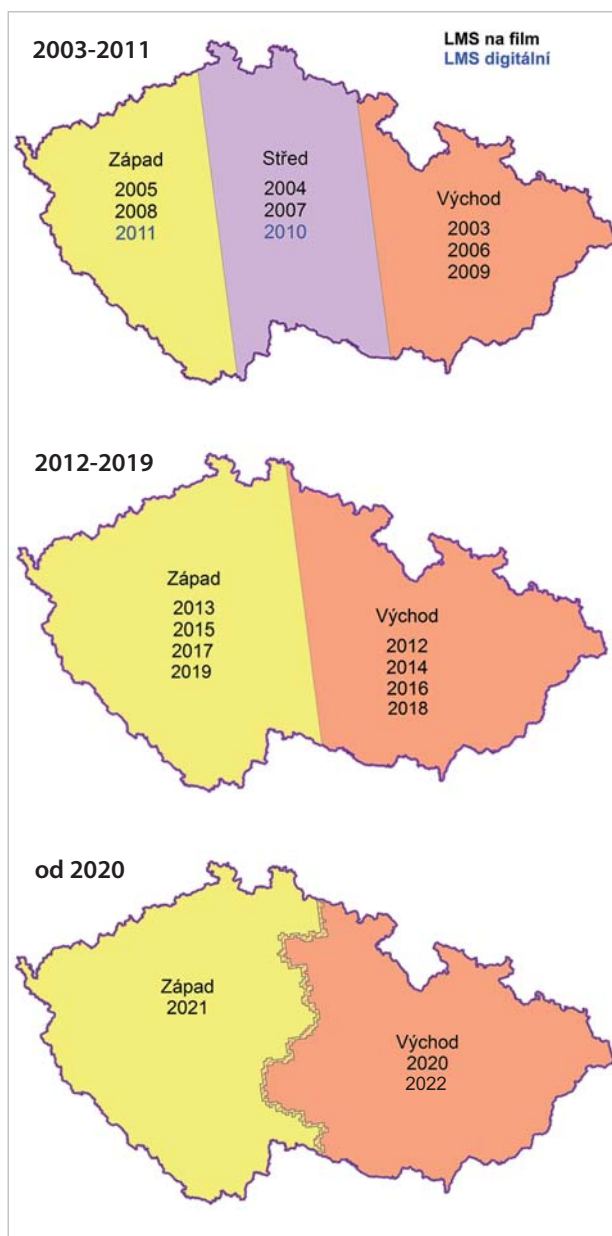 2003-2011
LMS na film
LMS digitální
Západ
2005
2008
2011
Střed
2004
2007
2010
Východ
2003
2006
2009
2012-2019
Západ
2013
2015
2017
2019
Východ
2012
2014
2016
2018
od 2020
Západ
2021
Východ
2020
2022